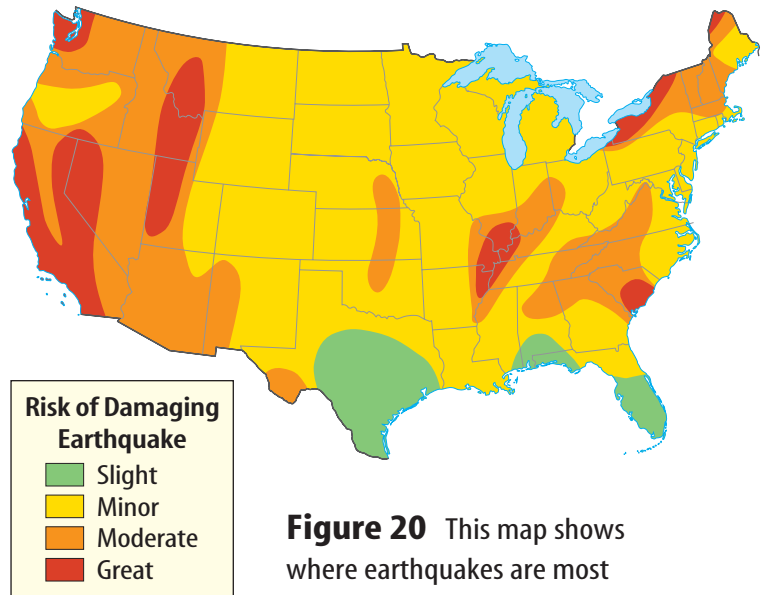 Risk of Damaging
Earthquake
Slight
Minor
Moderate
Great
Figure 20 This map shows
where earthquakes are most